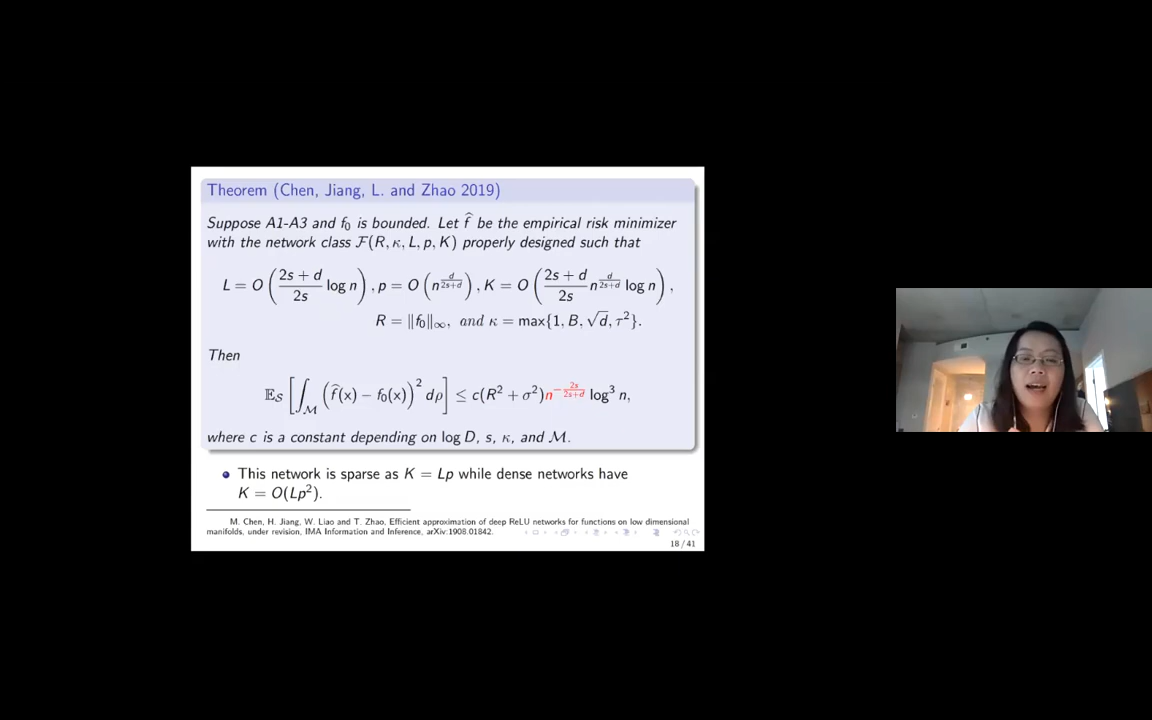 Theorem (Chen, Jiang, L. and Zhao 2019)
Suppose A1-A3 and f₀ is bounded. Let f̂ be the empirical risk minimizer
with the network class ℱ(R, κ, L, p, K) properly designed such that
L = O((2s + d)/(2s) log n), p = O(n^{d/(2s+d)}), K = O((2s + d)/(2s) n^{d/(2s+d)} log n),
R = ‖f₀‖∞, and κ = max{1, B, √d, τ²}.
Then
𝔼_𝒮[∫_ℳ (f̂(x) − f₀(x))² dρ] ≤ c(R² + σ²)n^{−2s/(2s+d)} log³ n,
where c is a constant depending on log D, s, κ, and ℳ.
This network is sparse as K = Lp while dense networks have
K = O(Lp²).
M. Chen, H. Jiang, W. Liao and T. Zhao, Efficient approximation of deep ReLU networks for functions on low dimensional
manifolds, under revision, IMA Information and Inference, arXiv:1908.01842.
18 / 41